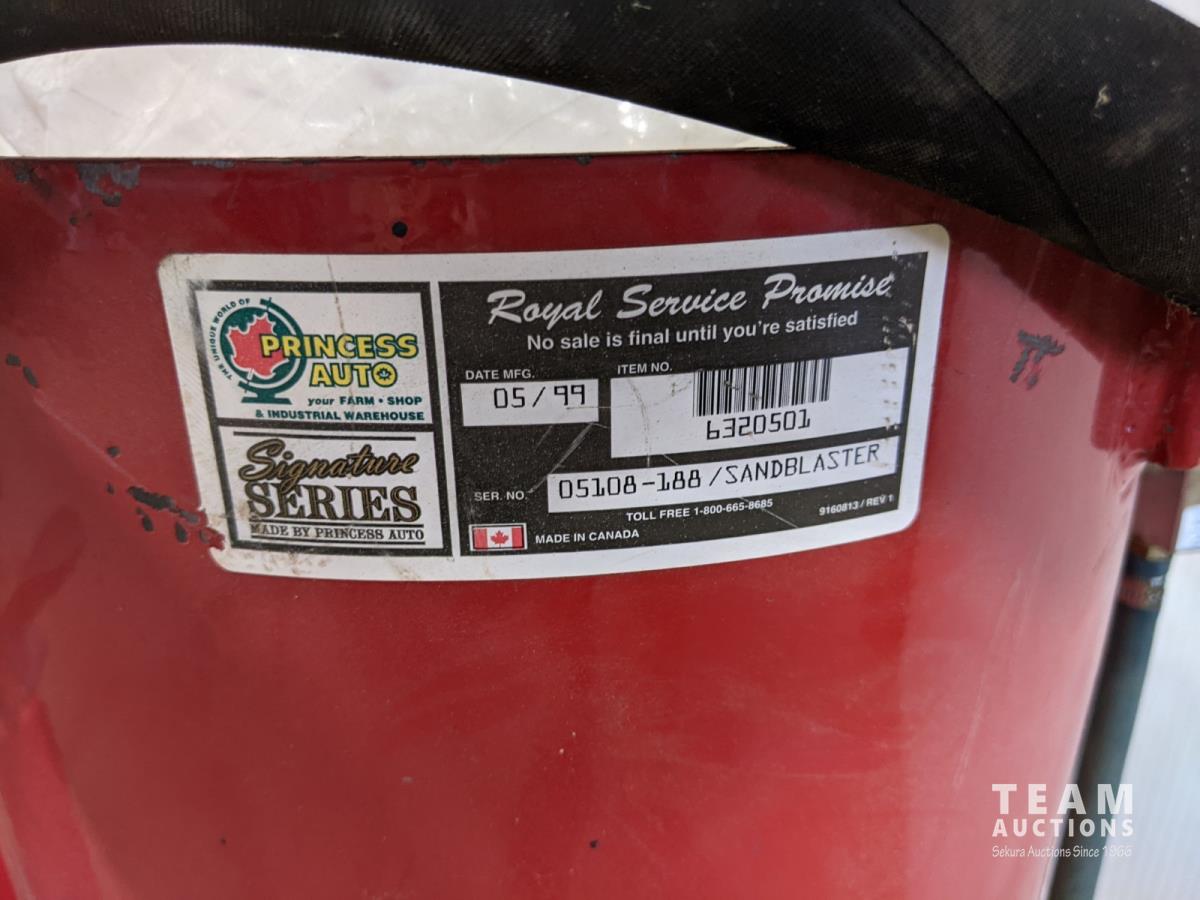 THE UNIQUE WORLD OF
PRINCESS
AUTO
your FARM • SHOP
& INDUSTRIAL WAREHOUSE
Signature
SERIES
MADE BY PRINCESS AUTO
Royal Service Promise
No sale is final until you're satisfied
DATE MFG.
05/99
ITEM NO.
6320501
SER. NO.
05108-188/SANDBLASTER
TOLL FREE 1-800-665-8685
9160813 / REV 1
MADE IN CANADA
TEAM
AUCTIONS
Sekura Auctions Since 1966